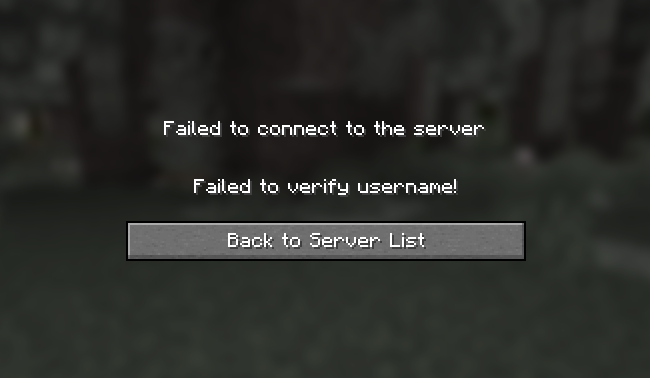 Failed to connect to the server
Failed to verify username!
Back to Server List